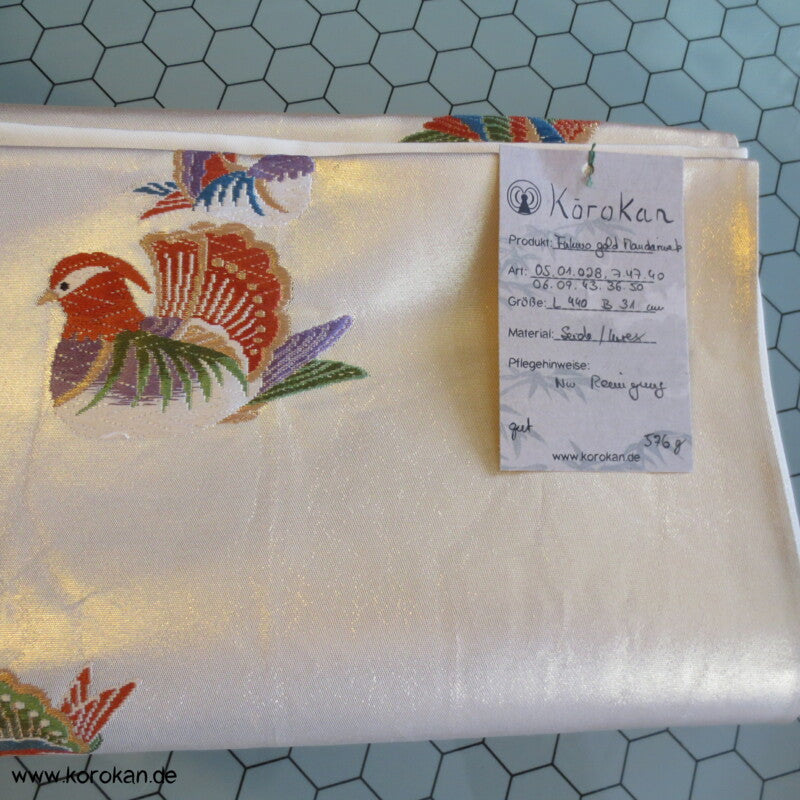 KōroKan
Produkt: Fukuro gold Mandarinente
Art: 05.01.028.7.47.40
06.09.43.36.50
Größe: L 440 B 31 cm
Material: Seide / Lurex
Pflegehinweise:
Nur Reinigung
gut
576 g
www.korokan.de
www.korokan.de